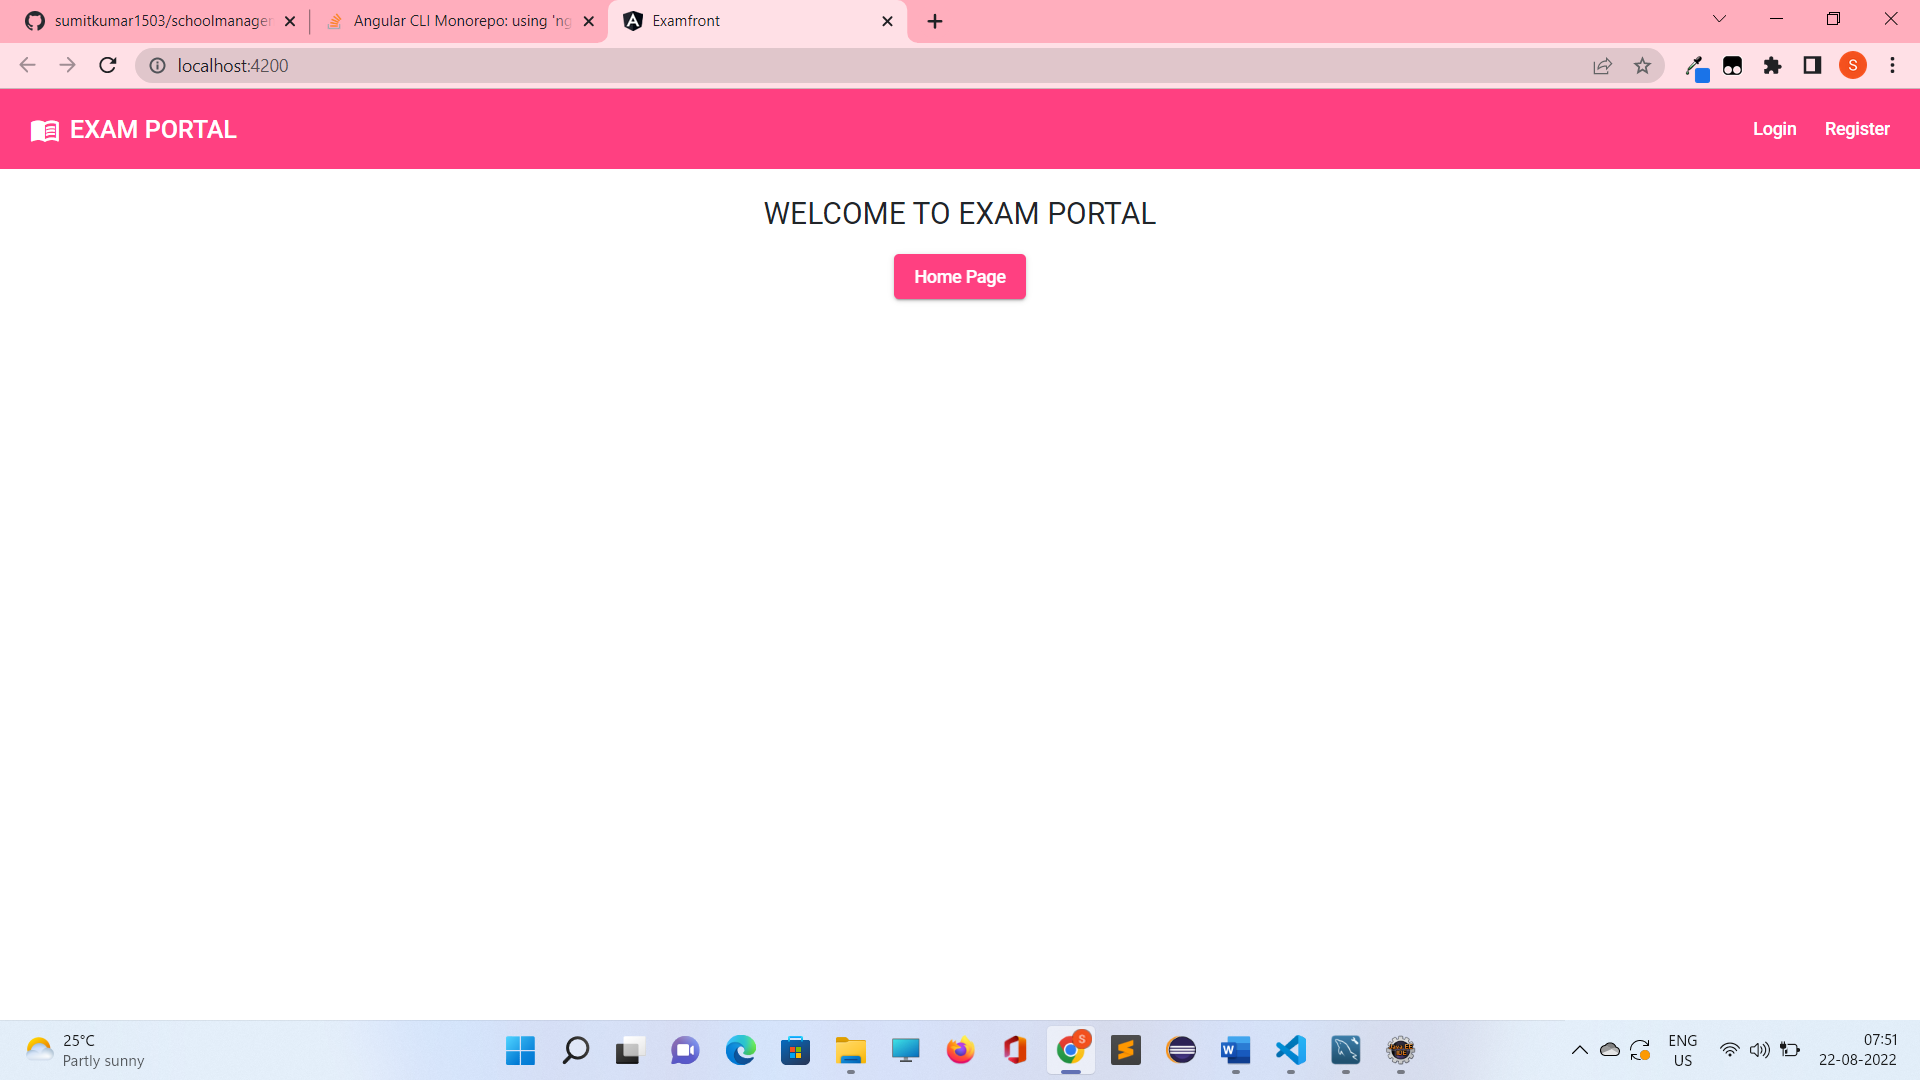 sumitkumar1503/schoolmanagem
Angular CLI Monorepo: using 'ng
Examfront
localhost:4200
S
EXAM PORTAL
Login
Register
WELCOME TO EXAM PORTAL
Home Page
25°C
Partly sunny
S
ENG
US
07:51
22-08-2022